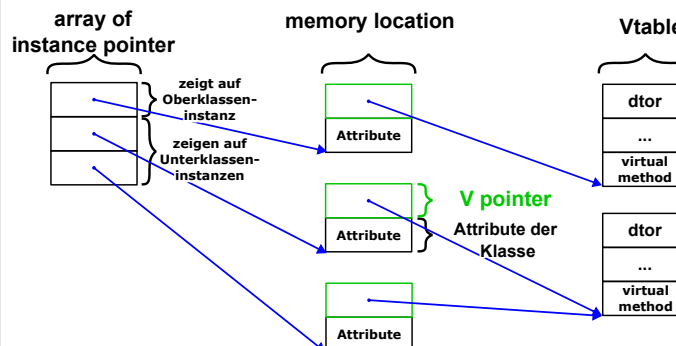 array of
instance pointer
memory location
Vtable
zeigt auf
Oberklassen-
instanz
zeigen auf
Unterklassen-
instanzen
Attribute
dtor
...
virtual
method
V pointer
Attribute
Attribute der
Klasse
dtor
...
virtual
method
Attribute